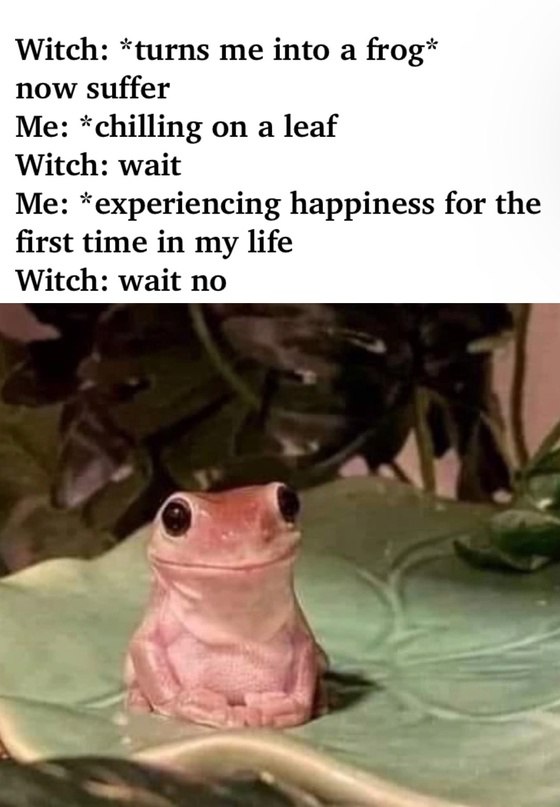 Witch: *turns me into a frog*
now suffer
Me: *chilling on a leaf
Witch: wait
Me: *experiencing happiness for the
first time in my life
Witch: wait no